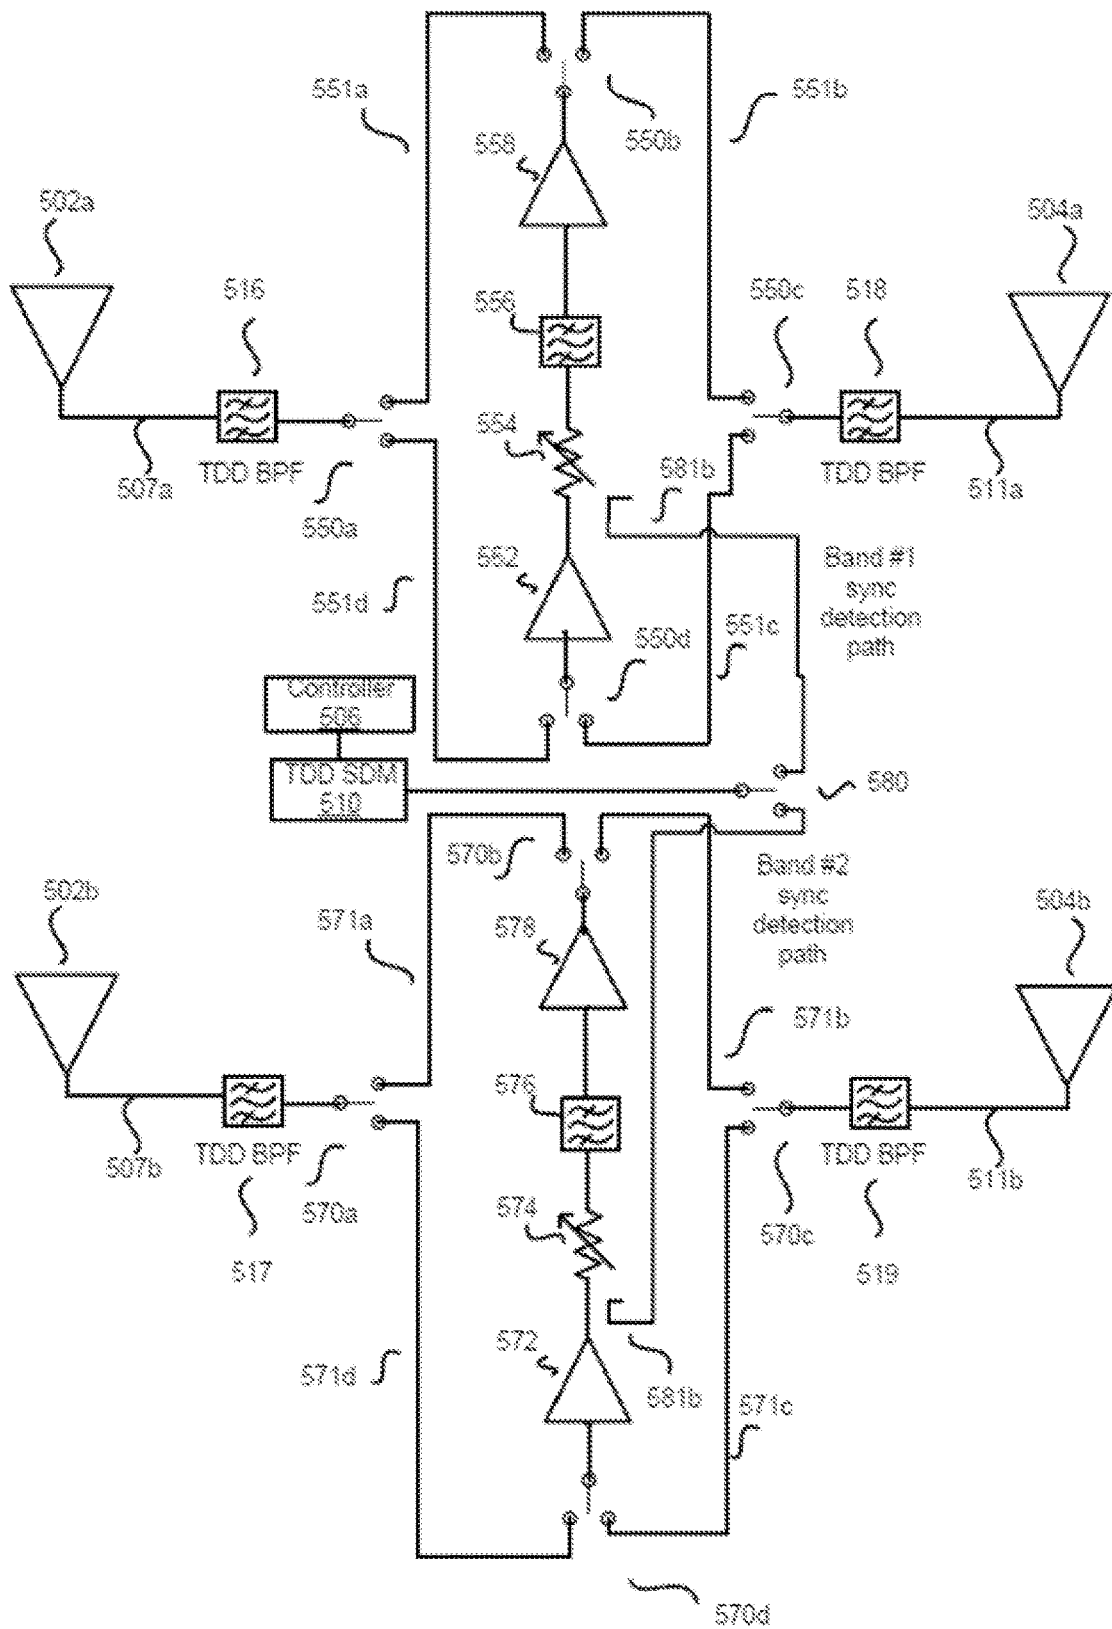 551a
551b
558
550b
502a
504a
516
556
550c
518
554
581b
TDD BPF
TDD BPF
507a
511a
550a
552
Band #1
sync
detection
path
551d
550d
551c
Controller
506
TDD SDM
510
580
570b
Band #2
sync
detection
path
502b
571a
578
504b
571b
576
TDD BPF
TDD BPF
507b
511b
570a
574
570c
517
519
572
571d
581b
571c
570d